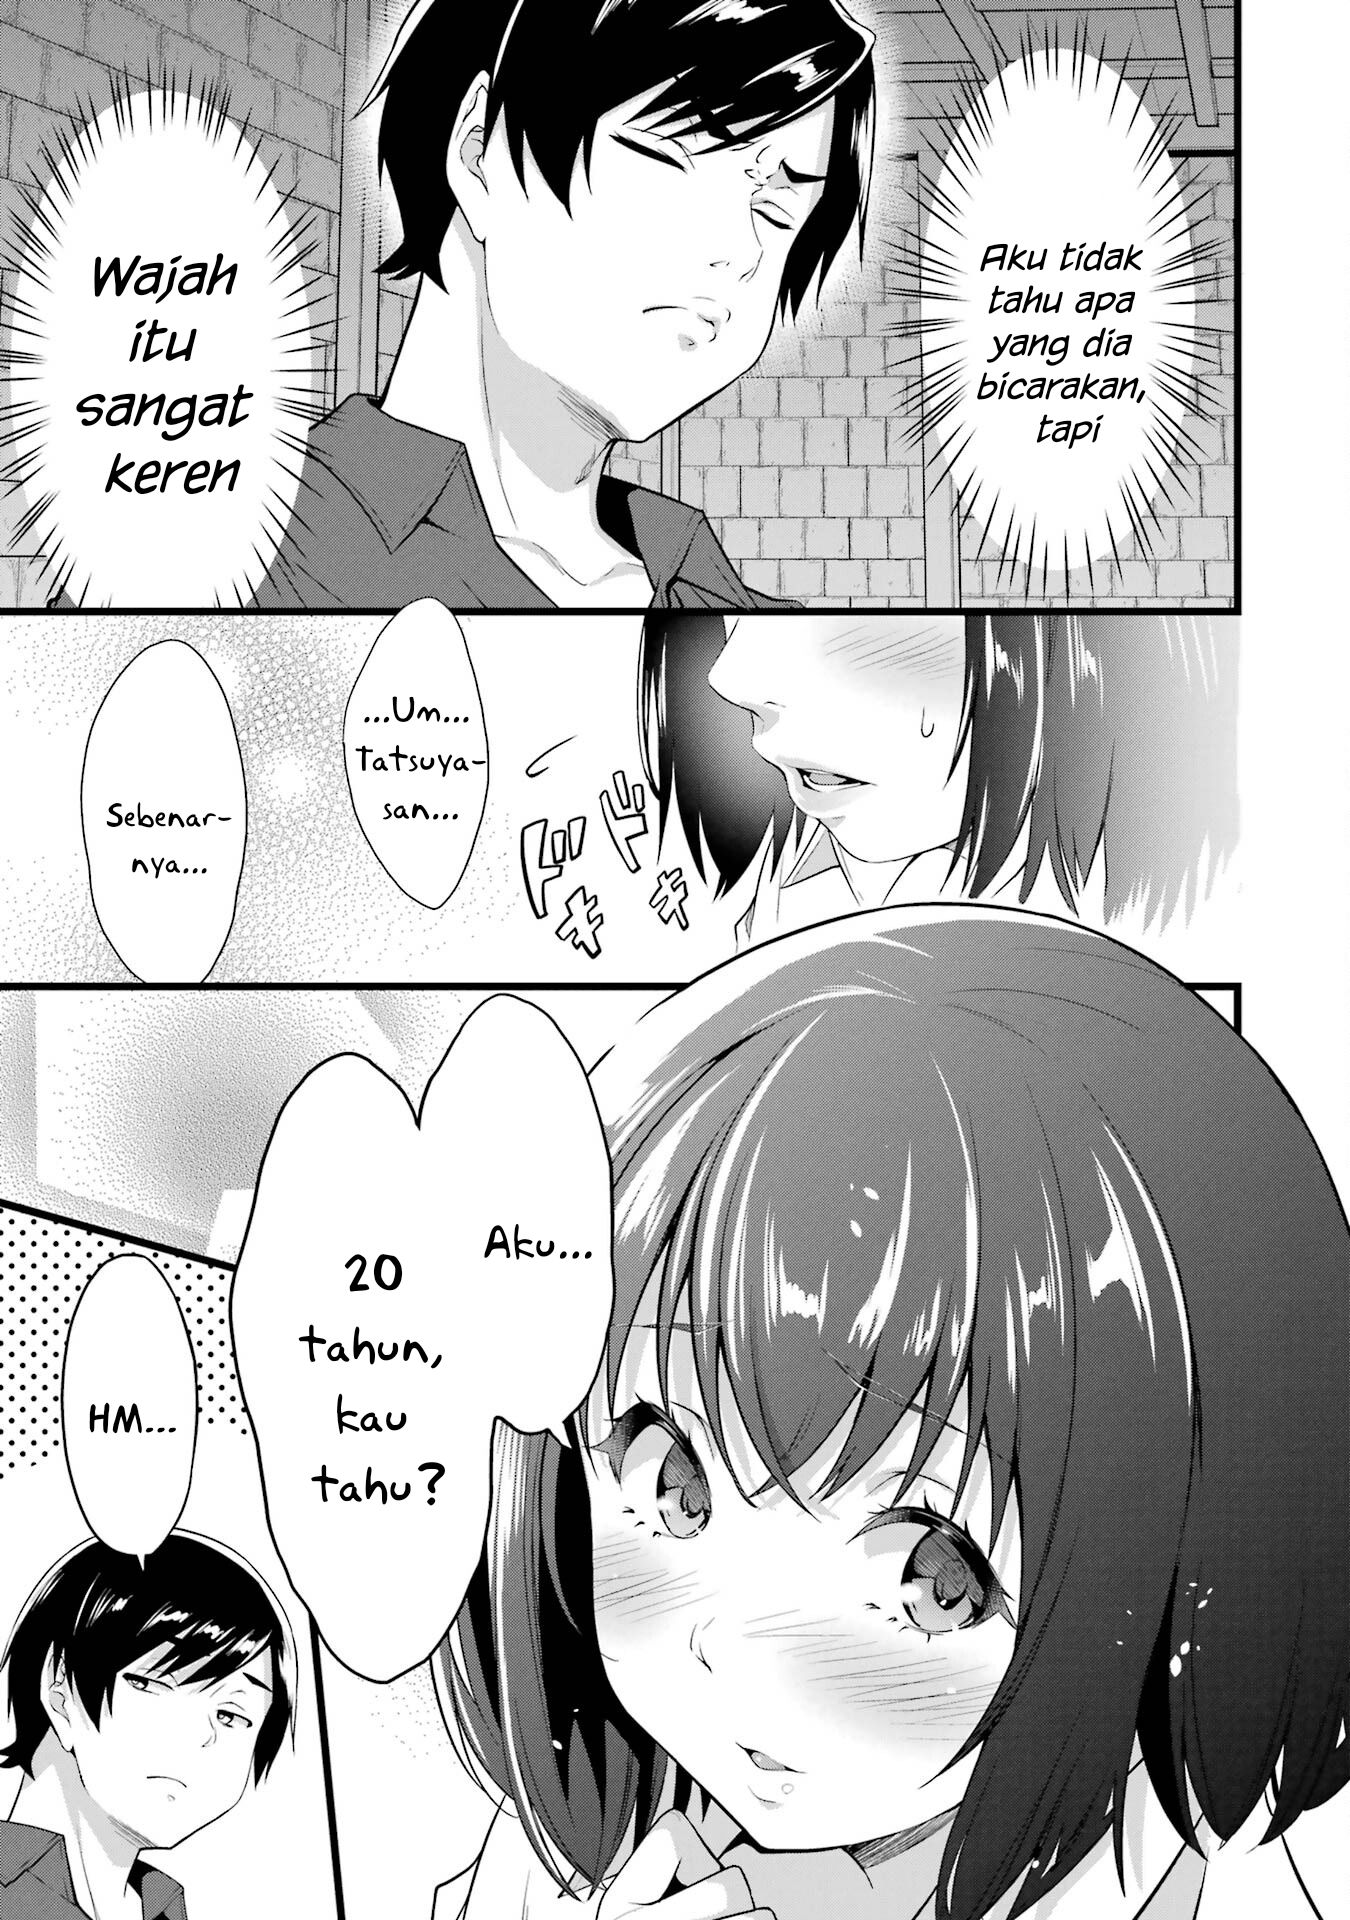 Aku tidak
tahu apa
yang dia
bicarakan,
tapi
Wajah
itu
sangat
keren
...Um...
Tatsuya-
san...
Sebenar-
nya...
ドキ
ドキ
Aku...
20
tahun,
kau
tahu?
HM...